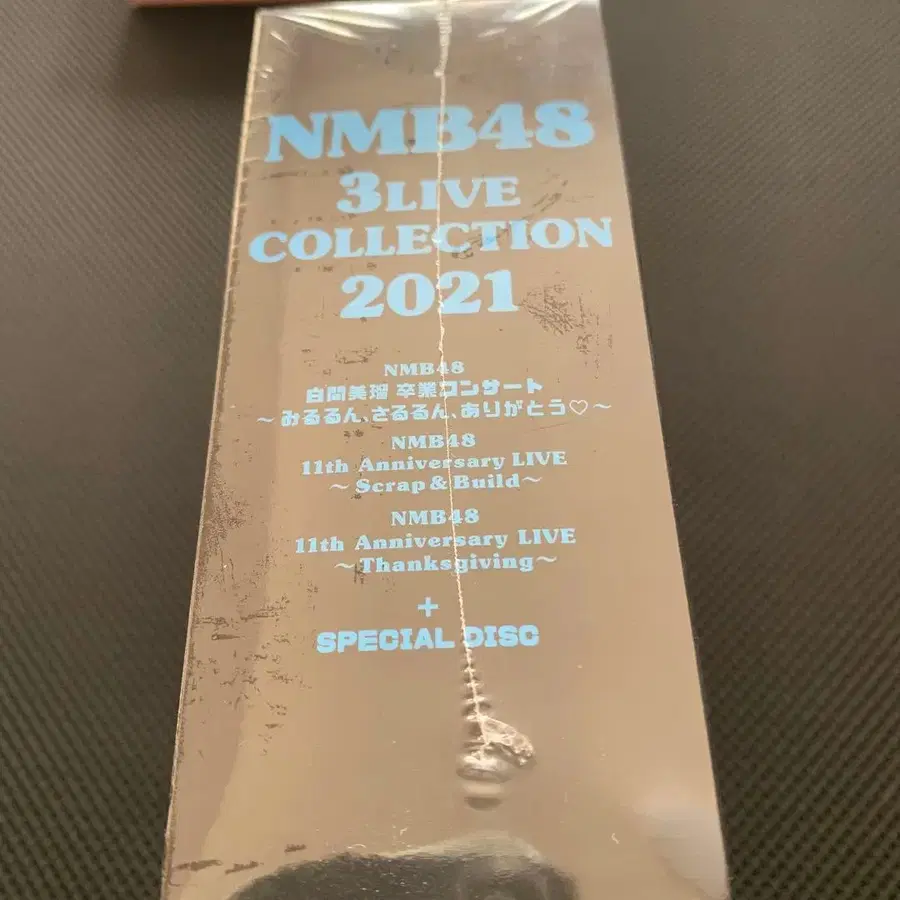 NMB48
3LIVE
COLLECTION
2021
NMB48
白間美瑠 卒業コンサート
～みるるん、さるるん、ありがとう♡～
NMB48
11th Anniversary LIVE
～Scrap&Build～
NMB48
11th Anniversary LIVE
～Thanksgiving～
+
SPECIAL DISC